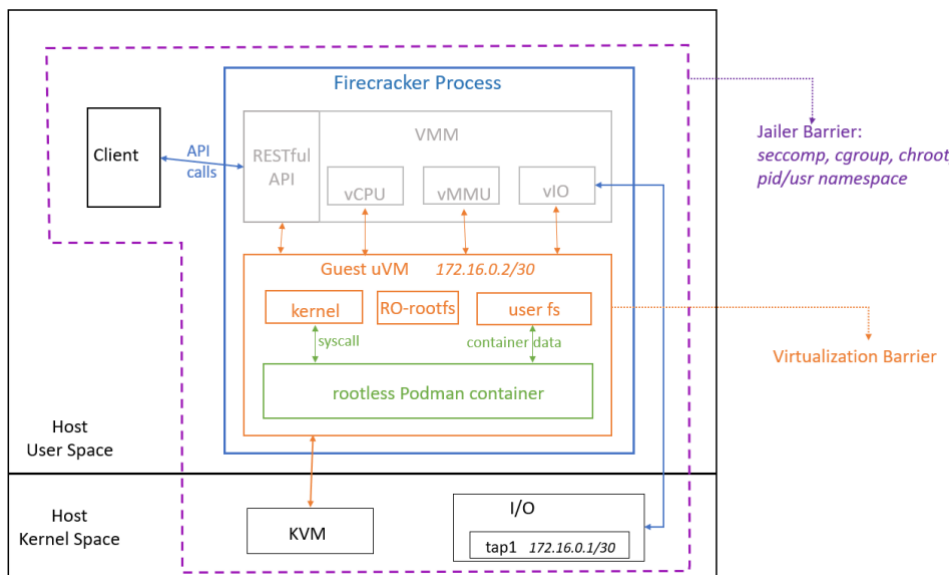 Firecracker Process
VMM
Client
API
calls
RESTful
API
vCPU
vMMU
vIO
Jailer Barrier:
seccomp, cgroup, chroot
pid/usr namespace
Guest uVM 172.16.0.2/30
kernel
RO-rootfs
user fs
syscall
container data
Virtualization Barrier
rootless Podman container
Host
User Space
Host
Kernel Space
KVM
I/O
tap1 172.16.0.1/30